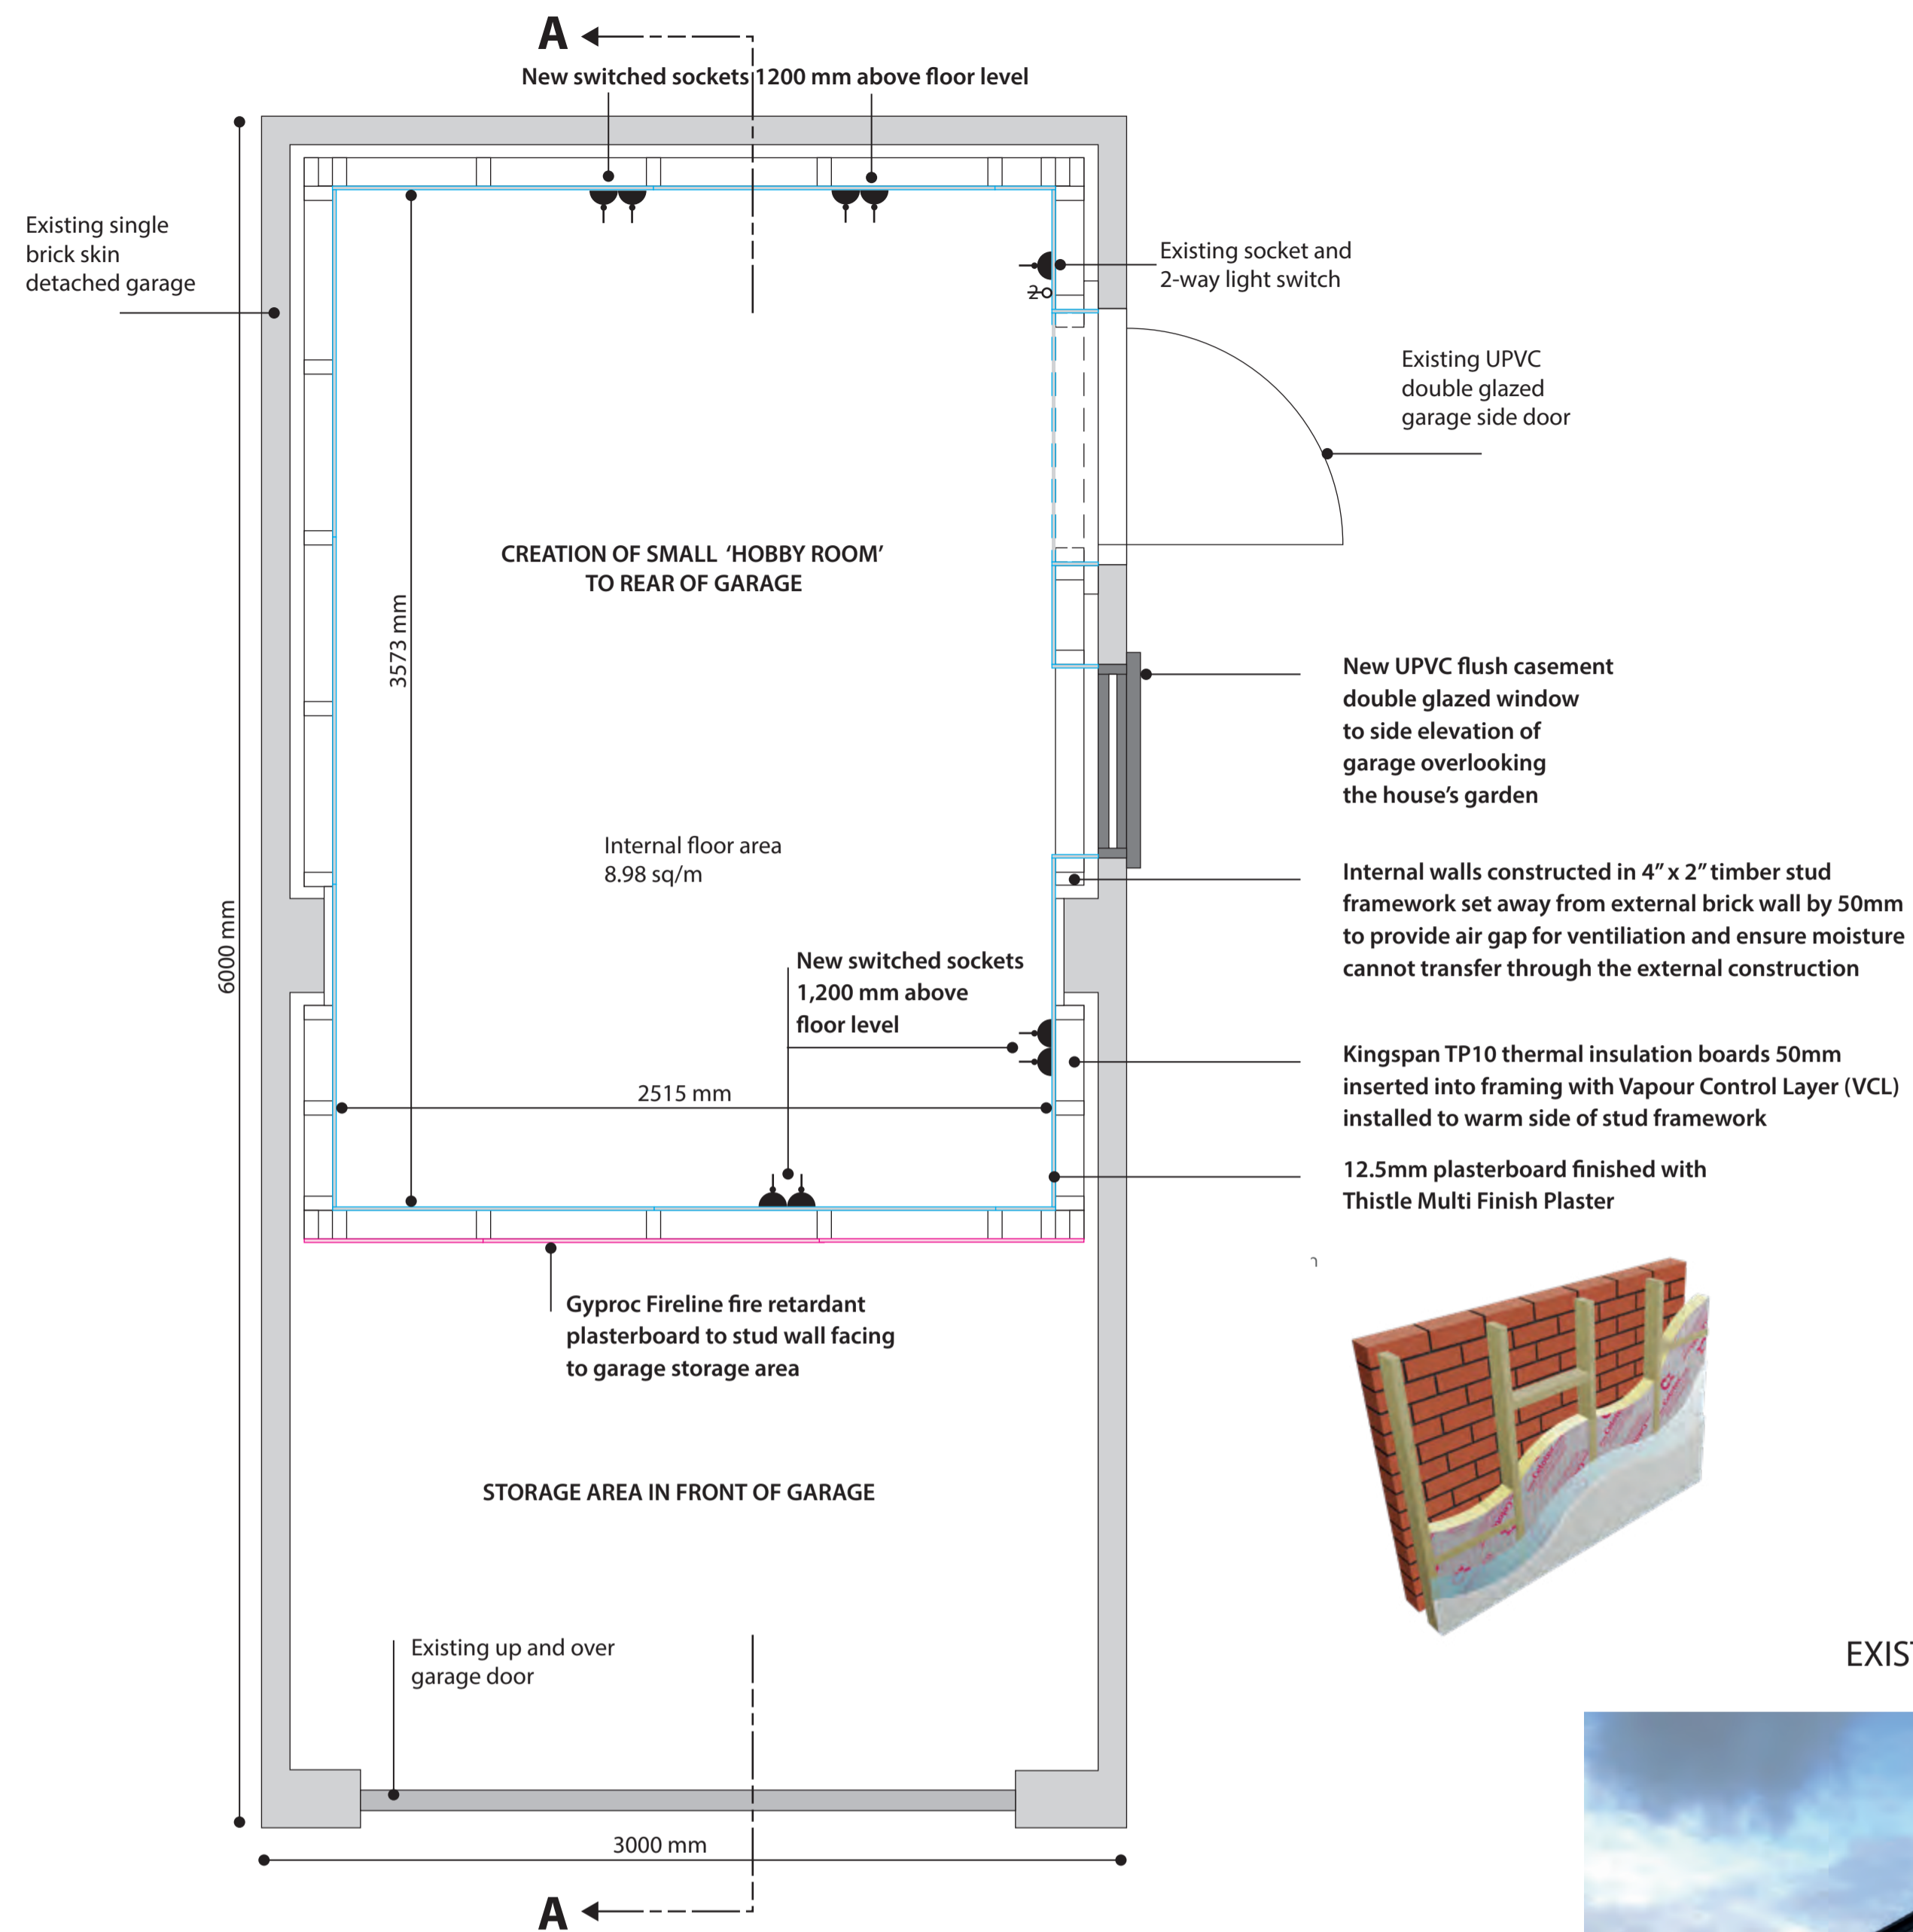 A
New switched sockets 1200 mm above floor level
Existing single
brick skin
detached garage
Existing socket and
2-way light switch
2
Existing UPVC
double glazed
garage side door
CREATION OF SMALL ‘HOBBY ROOM’
TO REAR OF GARAGE
3573 mm
New UPVC flush casement
double glazed window
to side elevation of
garage overlooking
the house’s garden
Internal floor area
8.98 sq/m
Internal walls constructed in 4” x 2” timber stud
framework set away from external brick wall by 50mm
to provide air gap for ventiliation and ensure moisture
cannot transfer through the external construction
6000 mm
New switched sockets
1,200 mm above
floor level
Kingspan TP10 thermal insulation boards 50mm
inserted into framing with Vapour Control Layer (VCL)
installed to warm side of stud framework
2515 mm
12.5mm plasterboard finished with
Thistle Multi Finish Plaster
Gyproc Fireline fire retardant
plasterboard to stud wall facing
to garage storage area
STORAGE AREA IN FRONT OF GARAGE
Existing up and over
garage door
EXIS
3000 mm
A